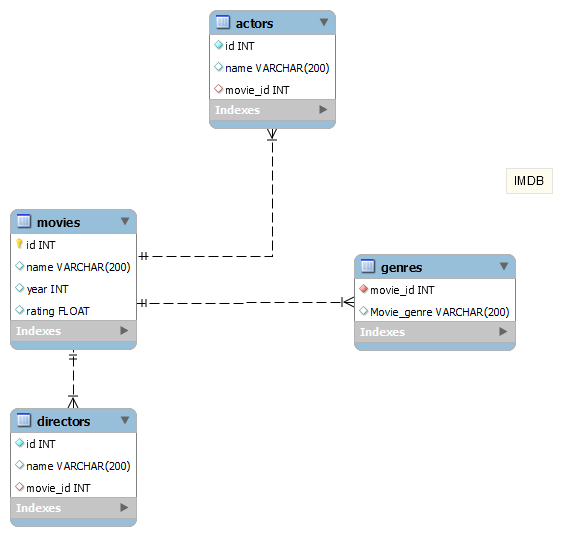 actors
id INT
name VARCHAR(200)
movie_id INT
Indexes
IMDB
movies
id INT
name VARCHAR(200)
year INT
rating FLOAT
Indexes
genres
movie_id INT
Movie_genre VARCHAR(200)
Indexes
directors
id INT
name VARCHAR(200)
movie_id INT
Indexes